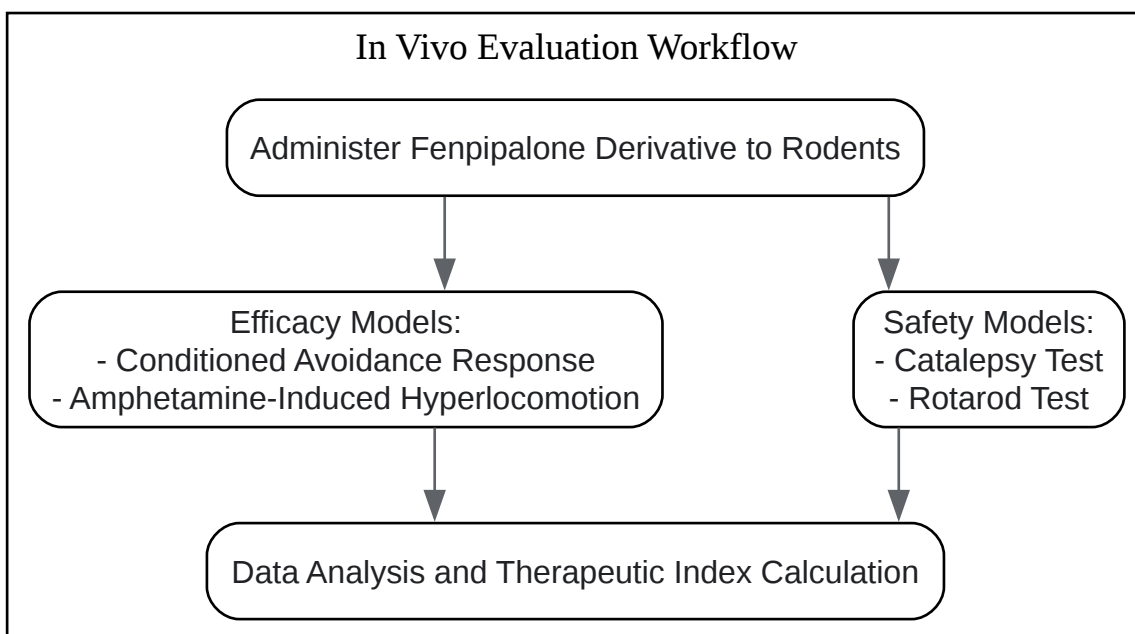 In Vivo Evaluation Workflow
Administer Fenpipalone Derivative to Rodents
Efficacy Models:
- Conditioned Avoidance Response
- Amphetamine-Induced Hyperlocomotion
Safety Models:
- Catalepsy Test
- Rotarod Test
Data Analysis and Therapeutic Index Calculation